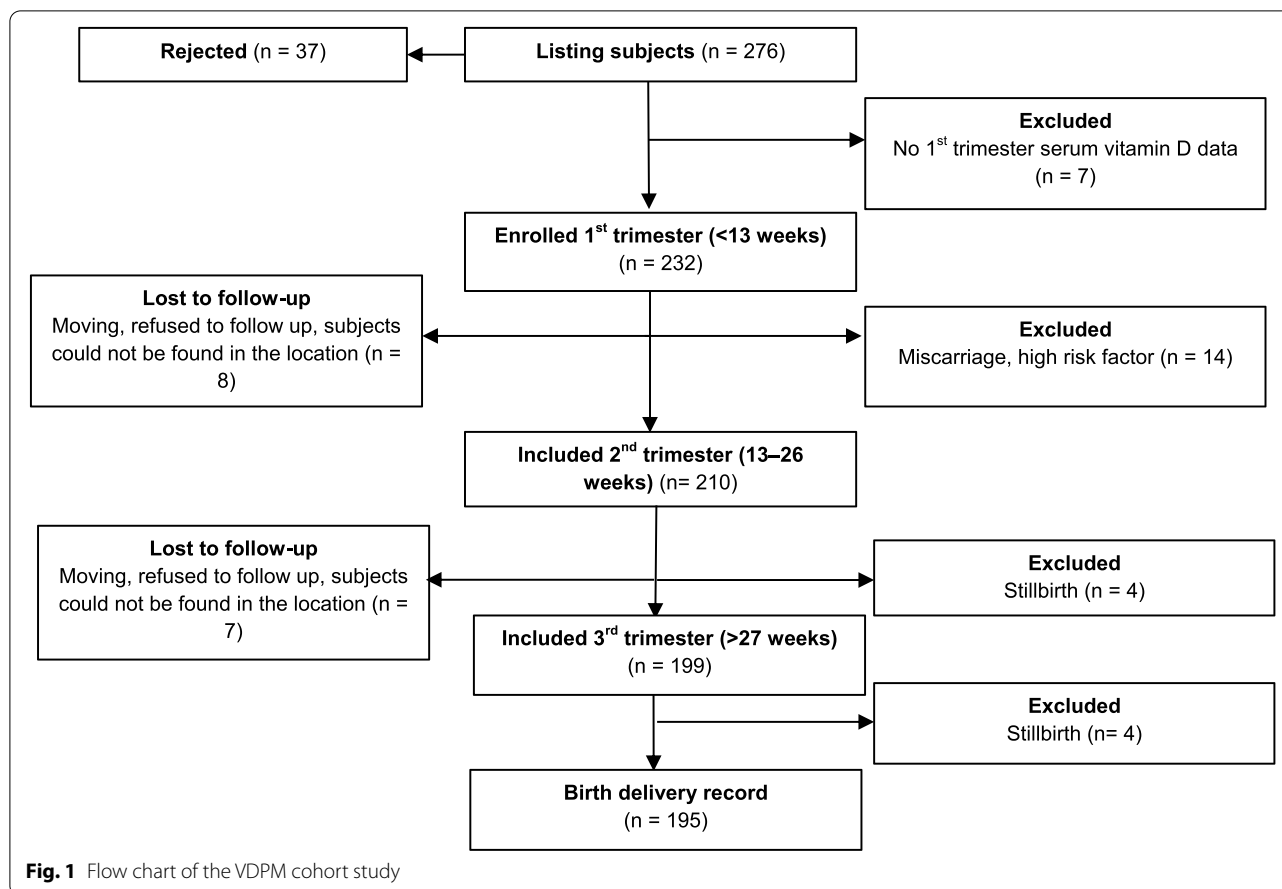 Rejected (n = 37)
Listing subjects (n = 276)
Excluded
No 1st trimester serum vitamin D data
(n = 7)
Enrolled 1st trimester (<13 weeks)
(n = 232)
Lost to follow-up
Moving, refused to follow up, subjects
could not be found in the location (n =
8)
Excluded
Miscarriage, high risk factor (n = 14)
Included 2nd trimester (13–26
weeks) (n= 210)
Lost to follow-up
Moving, refused to follow up, subjects
could not be found in the location (n =
7)
Excluded
Stillbirth (n = 4)
Included 3rd trimester (>27 weeks)
(n = 199)
Excluded
Stillbirth (n= 4)
Birth delivery record
(n = 195)
Fig. 1 Flow chart of the VDPM cohort study